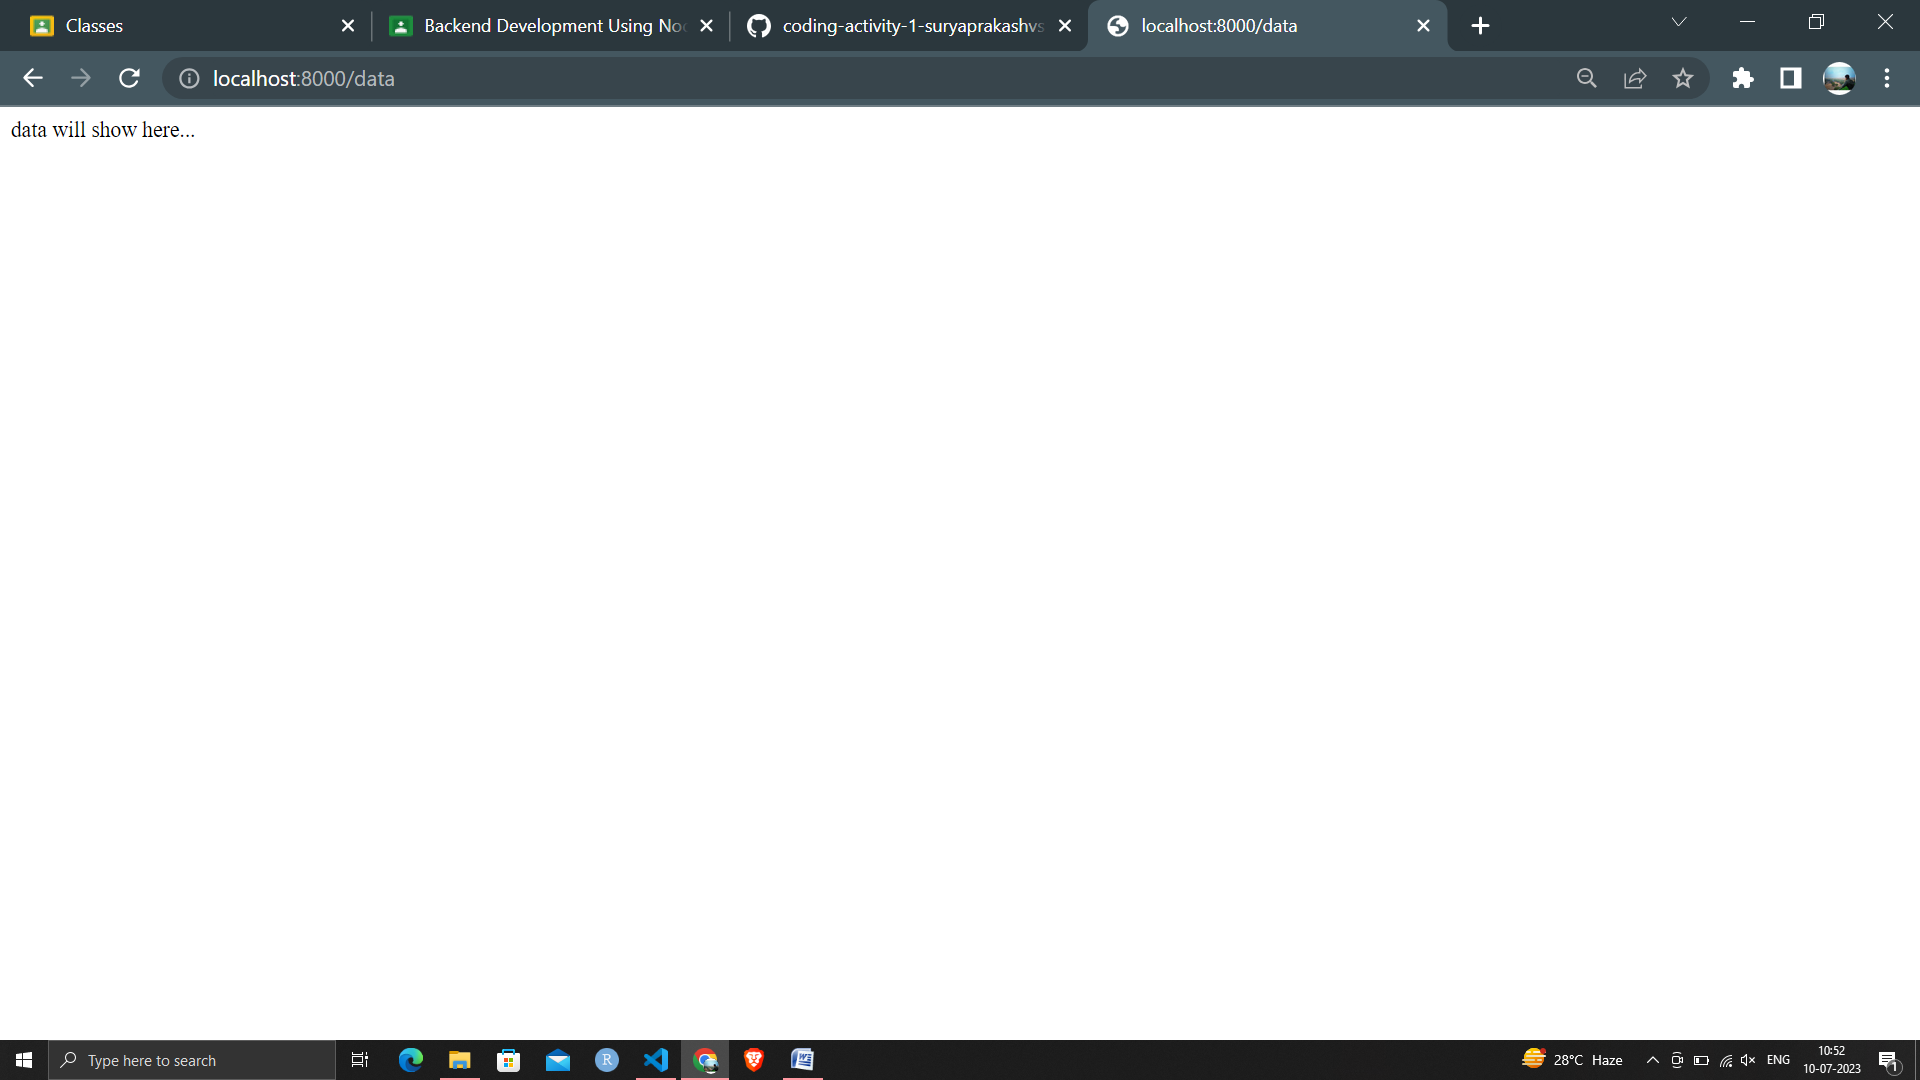 Classes
Backend Development Using Noc
coding-activity-1-suryaprakashvs
localhost:8000/data
localhost:8000/data
data will show here...
Type here to search
28°C Haze
ENG
10:52
10-07-2023
1